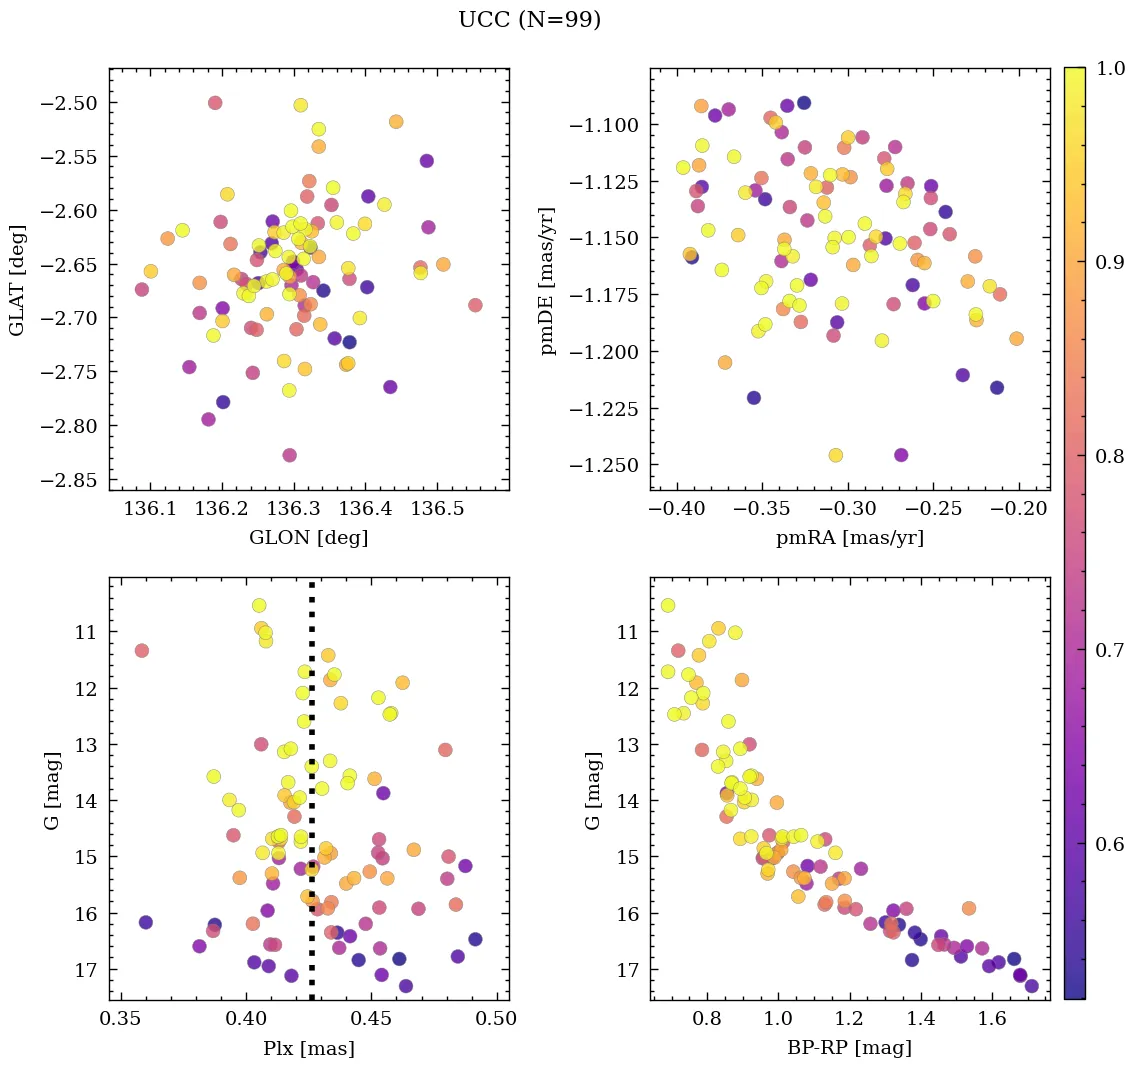 UCC (N=99)
−2.50
−2.55
−2.60
−2.65
−2.70
−2.75
−2.80
−2.85
GLAT [deg]
136.1 136.2 136.3 136.4 136.5
GLON [deg]
−1.100
−1.125
−1.150
−1.175
−1.200
−1.225
−1.250
pmDE [mas/yr]
−0.40 −0.35 −0.30 −0.25 −0.20
pmRA [mas/yr]
11
12
13
14
15
16
17
G [mag]
0.35 0.40 0.45 0.50
Plx [mas]
11
12
13
14
15
16
17
G [mag]
0.8 1.0 1.2 1.4 1.6
BP-RP [mag]
1.0
0.9
0.8
0.7
0.6